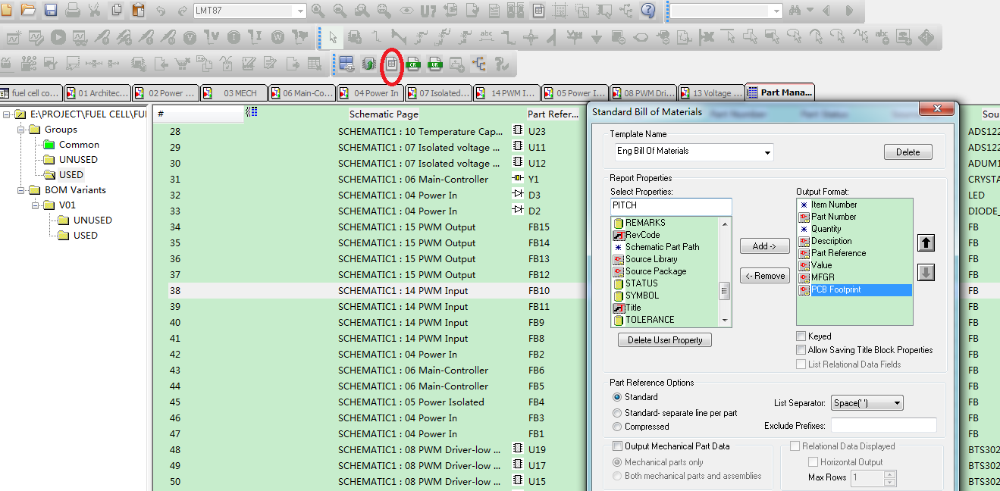 LMT87
CR
UR
fuel cell co...
01 Architec...
02 Power ...
03 MECH
06 Main-Co...
04 Power In
07 Isolated...
14 PWM I...
05 Power I...
08 PWM Dri...
13 Voltage ...
Part Mana...
E:\PROJECT\FUEL CELL\FUI
Groups
Common
UNUSED
USED
BOM Variants
V01
UNUSED
USED
# Schematic Page Part Refer... Sou
28 SCHEMATIC1 : 10 Temperature Cap... U23 ADS122
29 SCHEMATIC1 : 07 Isolated voltage ... U11 ADS122
30 SCHEMATIC1 : 07 Isolated voltage ... U12 ADUM1
31 SCHEMATIC1 : 06 Main-Controller Y1 CRYSTA
32 SCHEMATIC1 : 04 Power In D3 LED
33 SCHEMATIC1 : 04 Power In D2 DIODE_
34 SCHEMATIC1 : 15 PWM Output FB15 FB
35 SCHEMATIC1 : 15 PWM Output FB14 FB
36 SCHEMATIC1 : 15 PWM Output FB13 FB
37 SCHEMATIC1 : 15 PWM Output FB12 FB
38 SCHEMATIC1 : 14 PWM Input FB10 FB
39 SCHEMATIC1 : 14 PWM Input FB11 FB
40 SCHEMATIC1 : 14 PWM Input FB9 FB
41 SCHEMATIC1 : 14 PWM Input FB8 FB
42 SCHEMATIC1 : 04 Power In FB2 FB
43 SCHEMATIC1 : 06 Main-Controller FB6 FB
44 SCHEMATIC1 : 06 Main-Controller FB5 FB
45 SCHEMATIC1 : 05 Power Isolated FB4 FB
46 SCHEMATIC1 : 04 Power In FB3 FB
47 SCHEMATIC1 : 04 Power In FB1 FB
48 SCHEMATIC1 : 08 PWM Driver-low ... U19 BTS302
49 SCHEMATIC1 : 08 PWM Driver-low ... U17 BTS302
50 SCHEMATIC1 : 08 PWM Driver-low ... U15 BTS302
Standard Bill of Materials
Template Name
Eng Bill Of Materials
Delete
Report Properties
Select Properties:
PITCH
REMARKS
RevCode
Schematic Part Path
Source Library
Source Package
STATUS
SYMBOL
Title
TOLERANCE
Delete User Property
Add ->
<- Remove
Output Format:
Item Number
Part Number
Quantity
Description
Part Reference
Value
MFGR
PCB Footprint
Keyed
Allow Saving Title Block Properties
List Relational Data Fields
Part Reference Options
Standard
Standard- separate line per part
Compressed
List Separator: Space(' ')
Exclude Prefixes:
Output Mechanical Part Data
Mechanical parts only
Both mechanical parts and assemblies
Relational Data Displayed
Horizontal Output
Max Rows 1